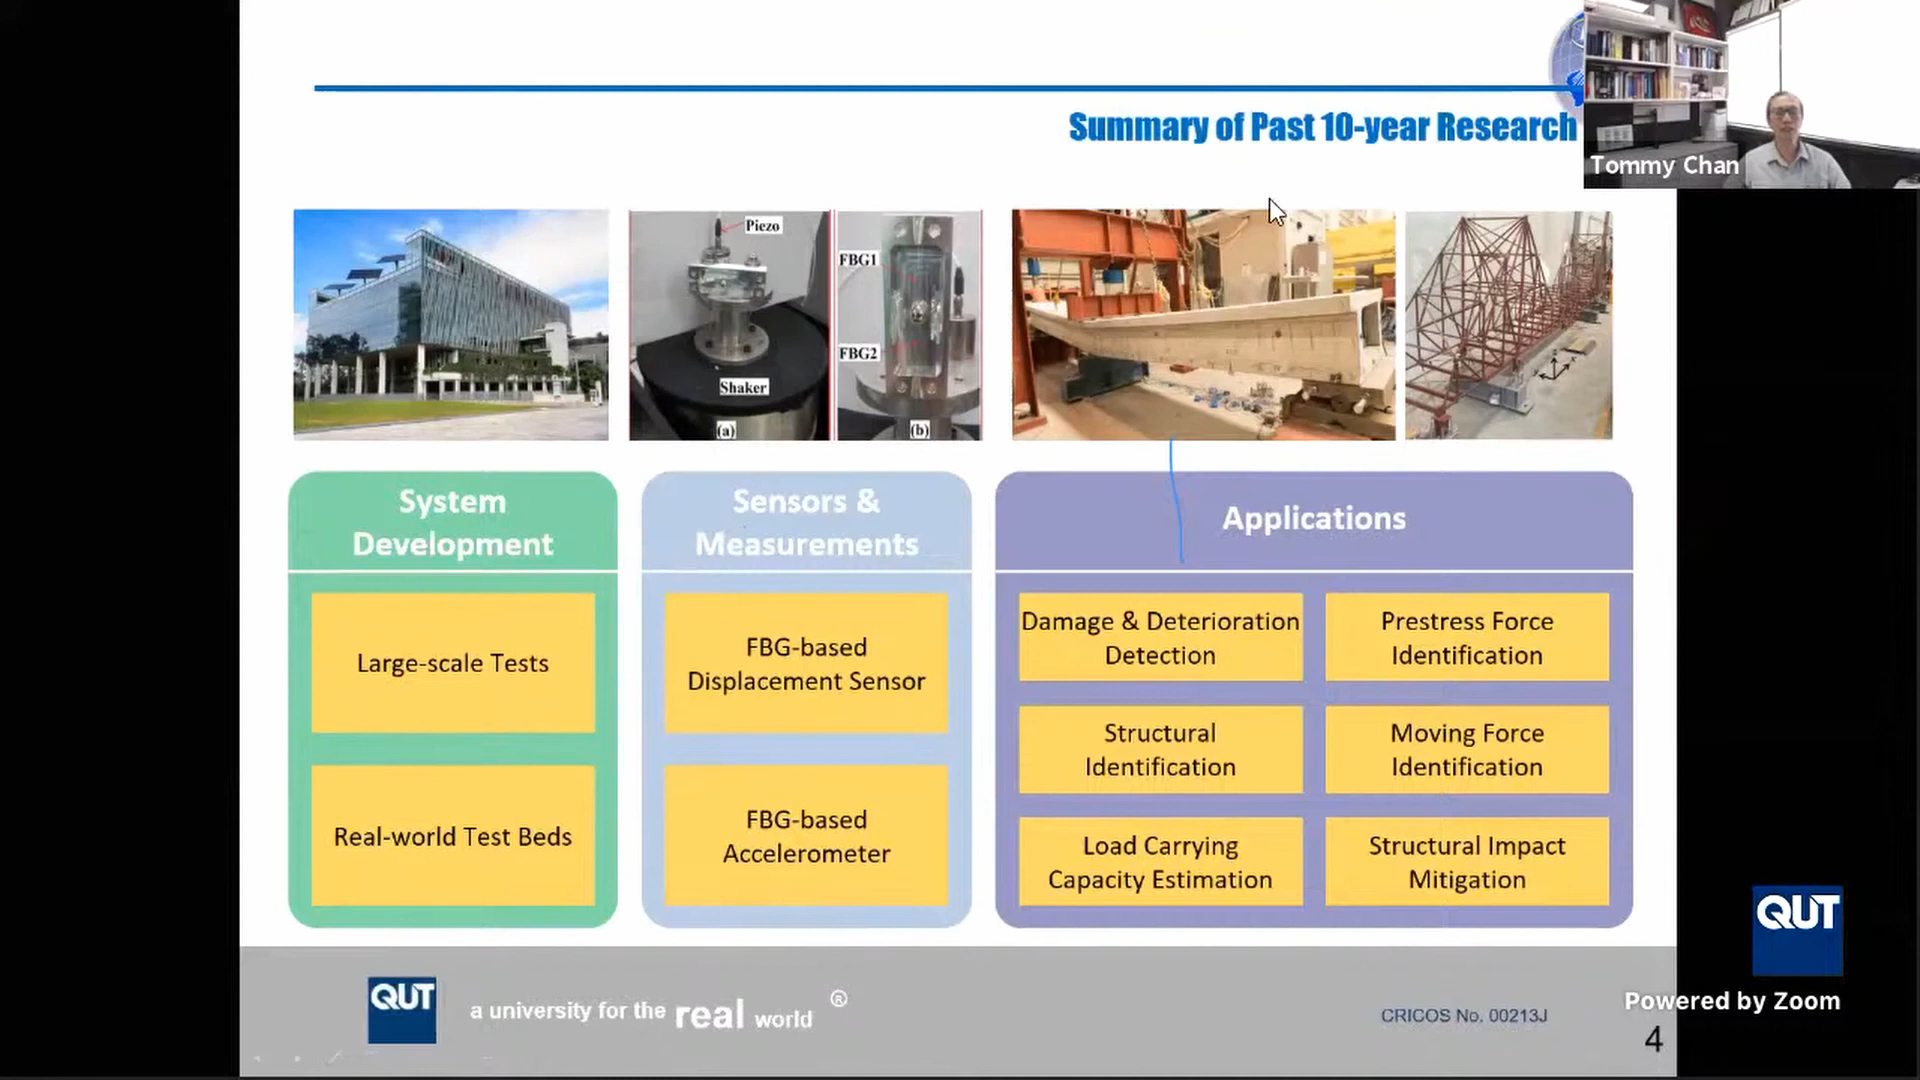 Summary of Past 10-year Research
Tommy Chan
Piezo
Shaker
(a)
FBG1
FBG2
(b)
System
Development
Large-scale Tests
Real-world Test Beds
Sensors &
Measurements
FBG-based
Displacement Sensor
FBG-based
Accelerometer
Applications
Damage & Deterioration
Detection
Prestress Force
Identification
Structural
Identification
Moving Force
Identification
Load Carrying
Capacity Estimation
Structural Impact
Mitigation
QUT
a university for the real world ®
CRICOS No. 00213J
4
QUT
Powered by Zoom